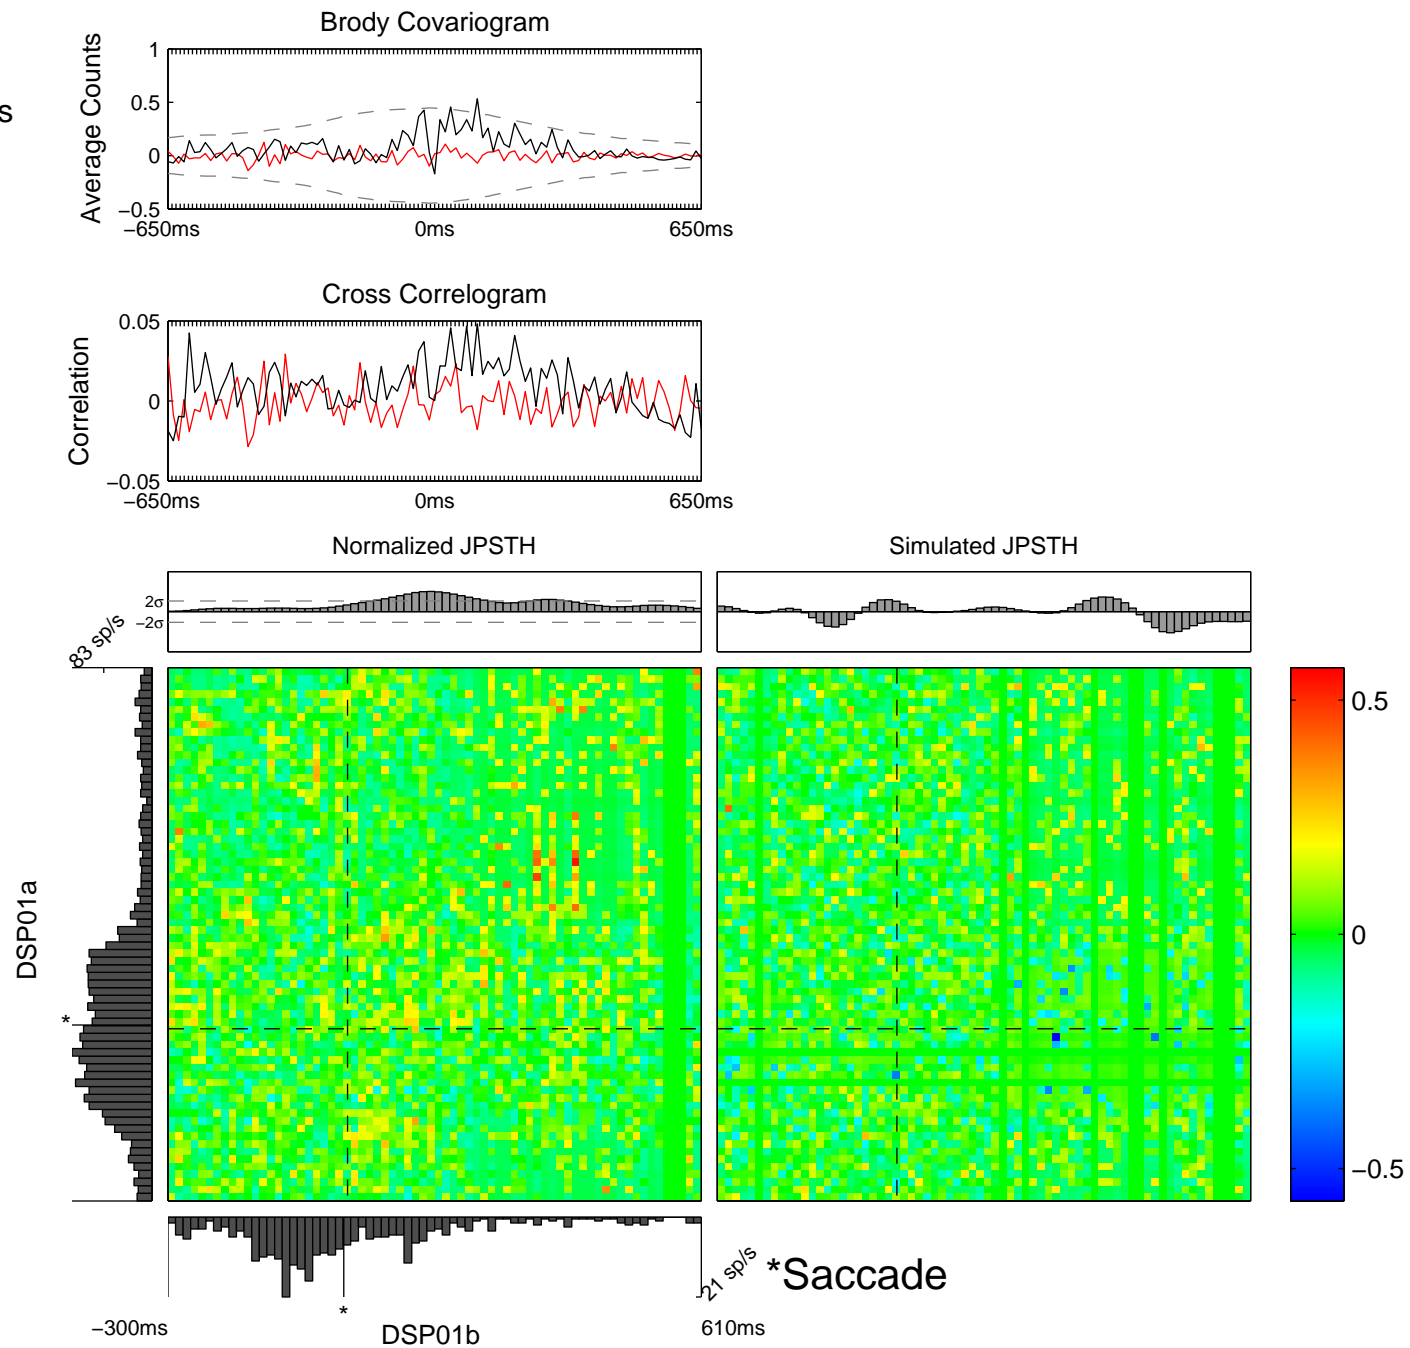 Brody Covariogram
s
Average Counts
1
0.5
0
−0.5
−650ms
0ms
650ms
Cross Correlogram
Correlation
0.05
0
−0.05
−650ms
0ms
650ms
Normalized JPSTH
Simulated JPSTH
2σ
−2σ
83 sp/s
DSP01a
*
0.5
0
−0.5
21 sp/s
*Saccade
*
−300ms
DSP01b
610ms